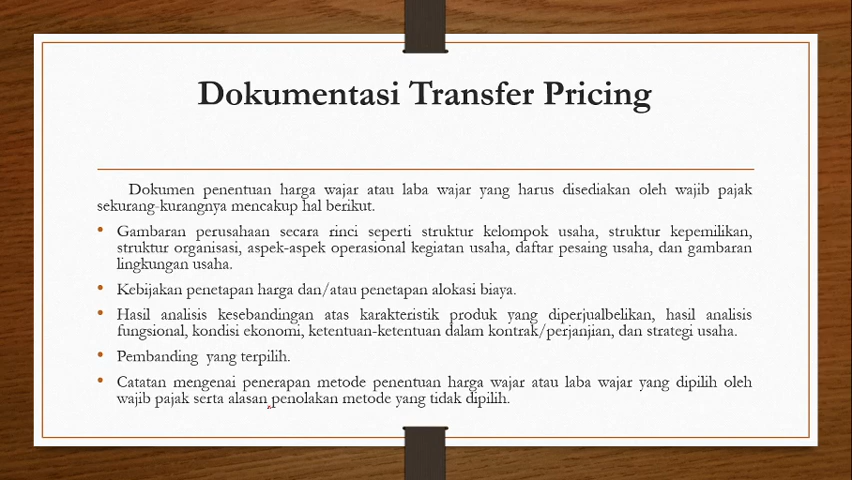 Dokumentasi Transfer Pricing
Dokumen penentuan harga wajar atau laba wajar yang harus disediakan oleh wajib pajak
sekurang-kurangnya mencakup hal berikut.
• Gambaran perusahaan secara rinci seperti struktur kelompok usaha, struktur kepemilikan,
struktur organisasi, aspek-aspek operasional kegiatan usaha, daftar pesaing usaha, dan gambaran
lingkungan usaha.
• Kebijakan penetapan harga dan/atau penetapan alokasi biaya.
• Hasil analisis kesebandingan atas karakteristik produk yang diperjualbelikan, hasil analisis
fungsional, kondisi ekonomi, ketentuan-ketentuan dalam kontrak/perjanjian, dan strategi usaha.
• Pembanding yang terpilih.
• Catatan mengenai penerapan metode penentuan harga wajar atau laba wajar yang dipilih oleh
wajib pajak serta alasan penolakan metode yang tidak dipilih.